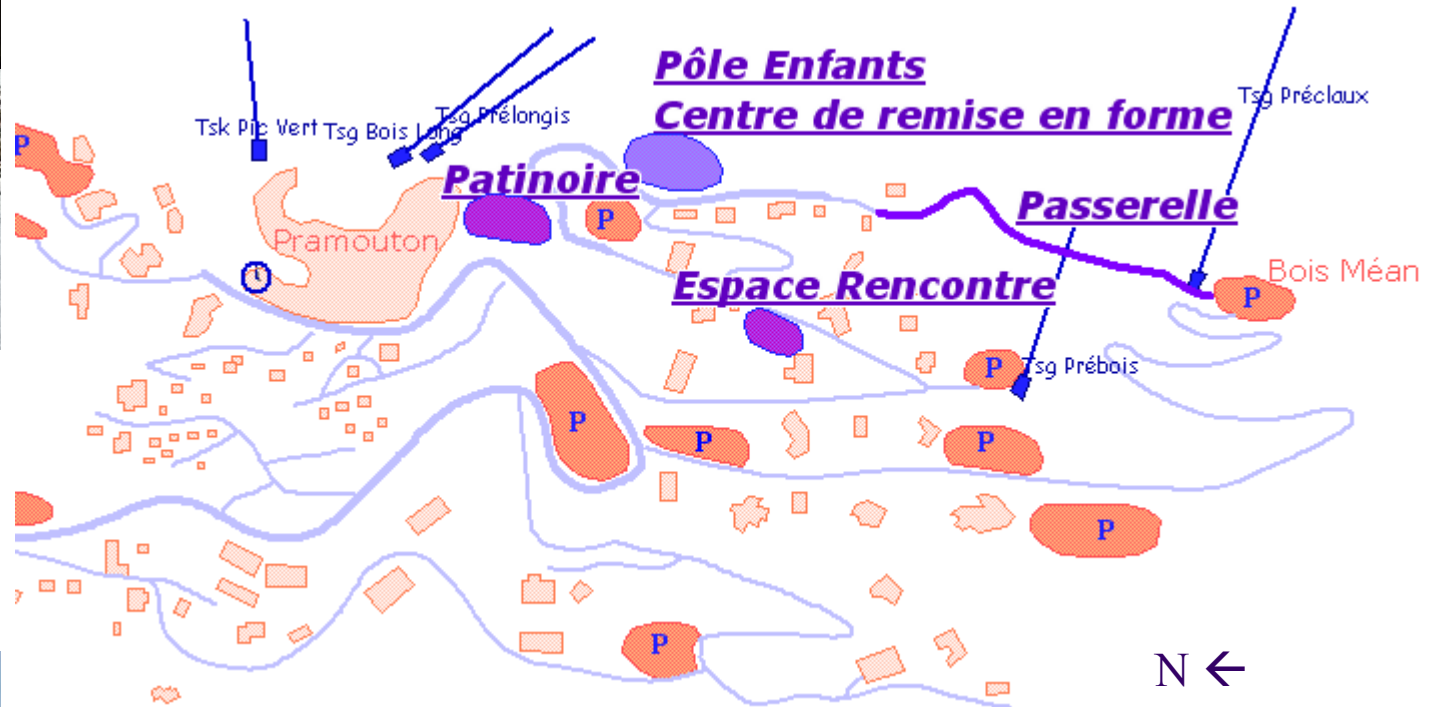 Pôle Enfants
Centre de remise en forme
Tsg Préclaux
Tsk Pic Vert
Tsg Bois Long
Tsg Prélongis
P
Patinoire
P
Passerelle
Pramouton
Espace Rencontre
Bois Méan
P
P
Tsg Prébois
P
P
P
P
P
N ←